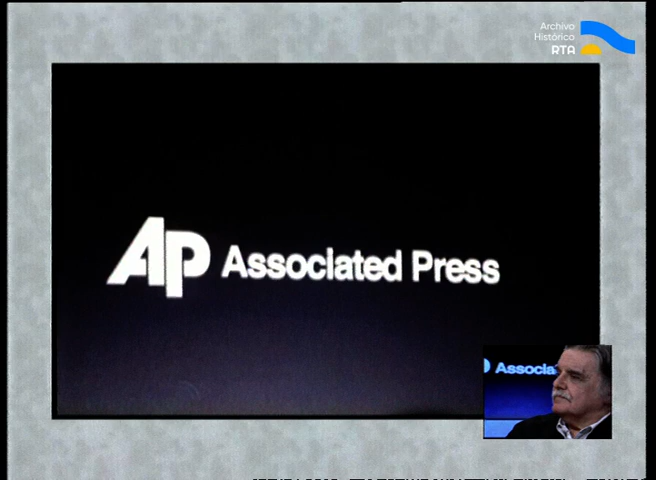 Archivo
Histórico
RTA
AP Associated Press
Associa